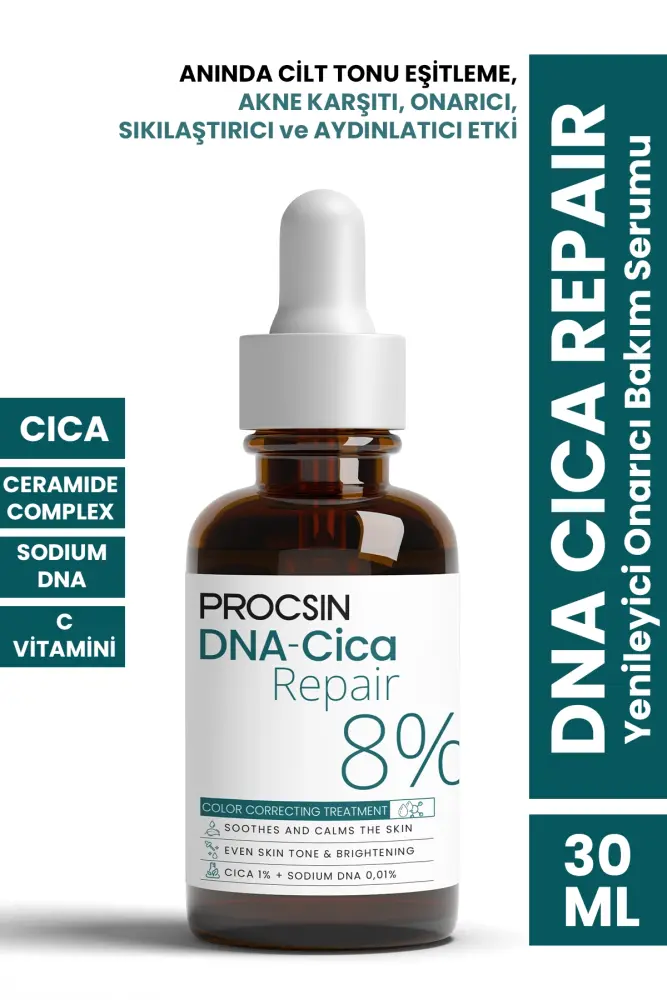 ANINDA CİLT TONU EŞİTLEME,
AKNE KARŞITI, ONARICI,
SIKILAŞTIRICI ve AYDINLATICI ETKİ
DNA CICA REPAIR
Yenileyici Onarıcı Bakım Serumu
CICA
CERAMIDE
COMPLEX
SODIUM
DNA
C
VİTAMİNİ
PROCSIN
DNA-Cica
Repair
8%
COLOR CORRECTING TREATMENT
SOOTHES AND CALMS THE SKIN
EVEN SKIN TONE & BRIGHTENING
CICA 1% + SODIUM DNA 0,01%
30
ML